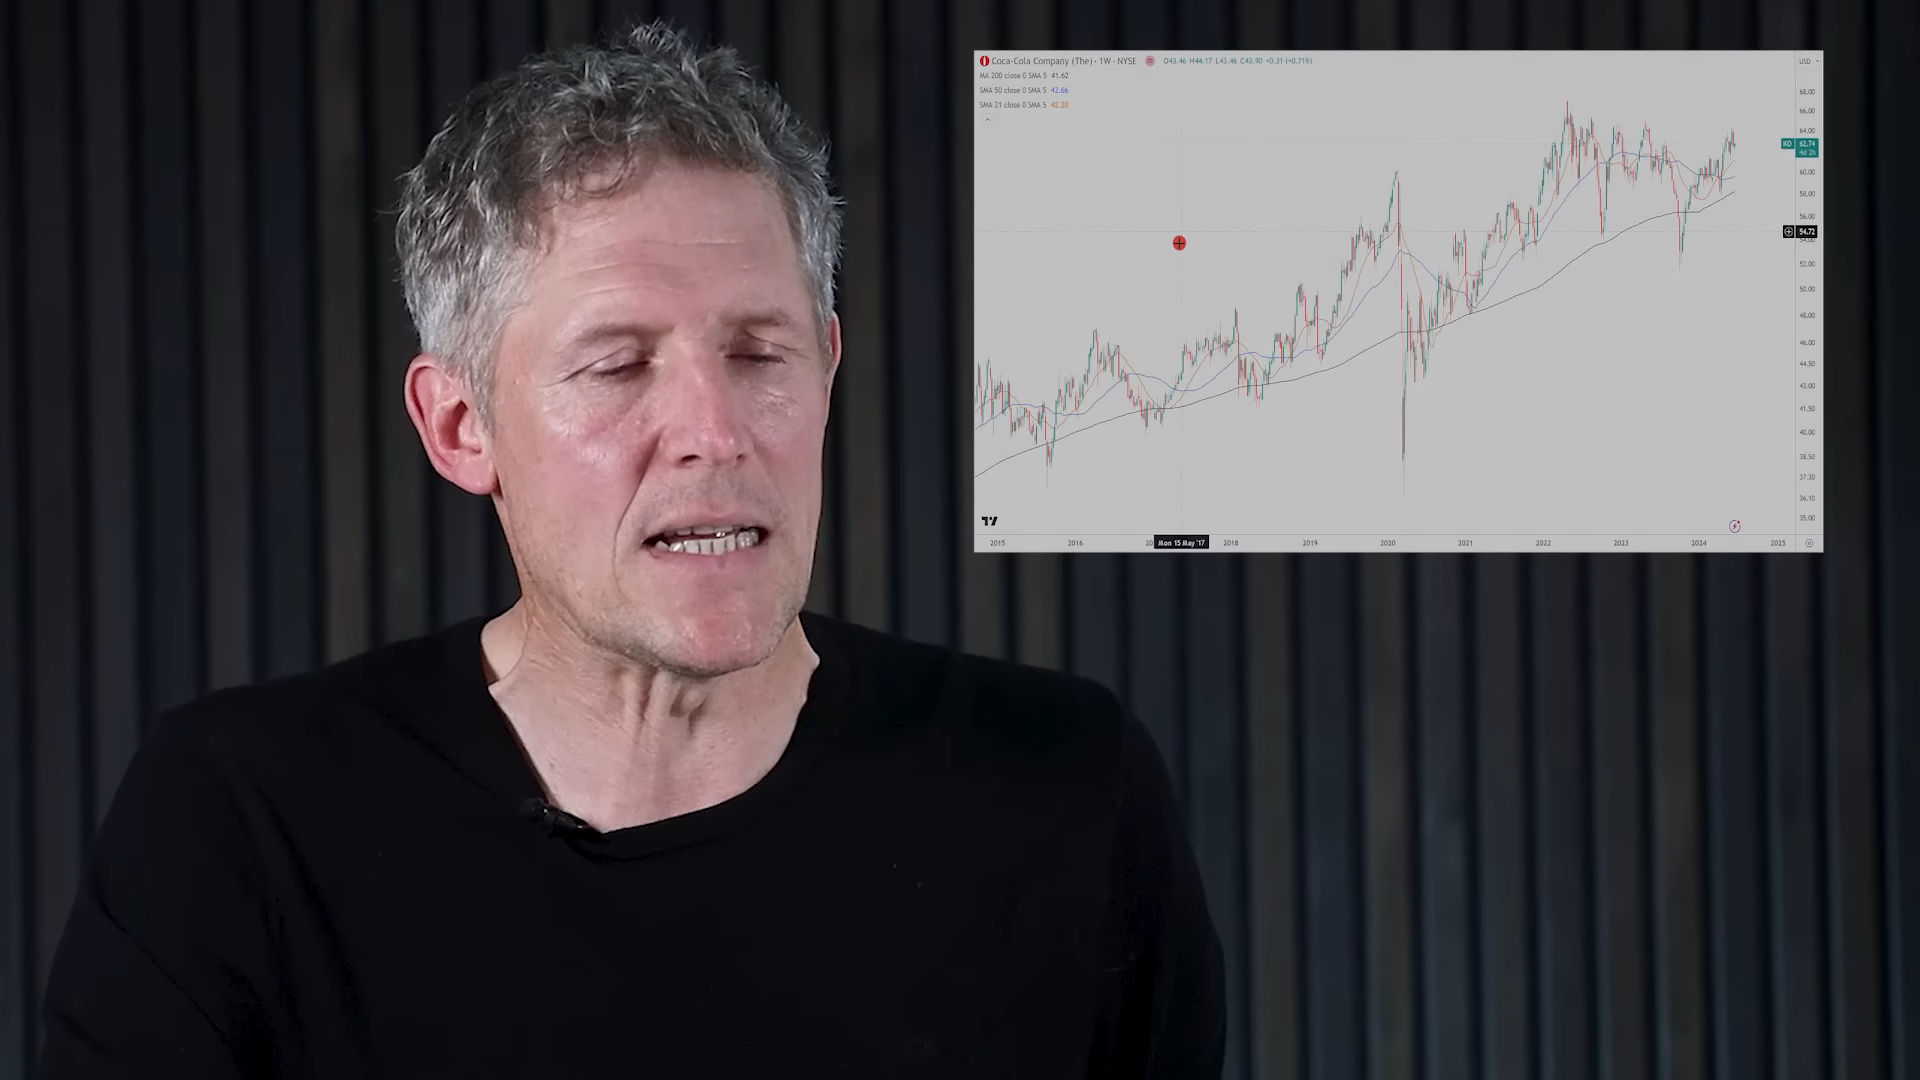 Coca-Cola Company (The) · 1W · NYSE O43.46 H44.17 L43.46 C43.90 +0.31 (+0.71%)
MA 200 close 0 SMA 5 41.62
SMA 50 close 0 SMA 5 42.66
SMA 21 close 0 SMA 5 42.20
USD
68.00
66.00
64.00
KO 62.74
4d 2h
60.00
58.00
56.00
54.72
54.00
52.00
50.00
48.00
46.00
44.50
43.00
41.50
40.00
38.50
37.30
36.10
35.00
2015 2016 20 Mon 15 May '17 2018 2019 2020 2021 2022 2023 2024 2025